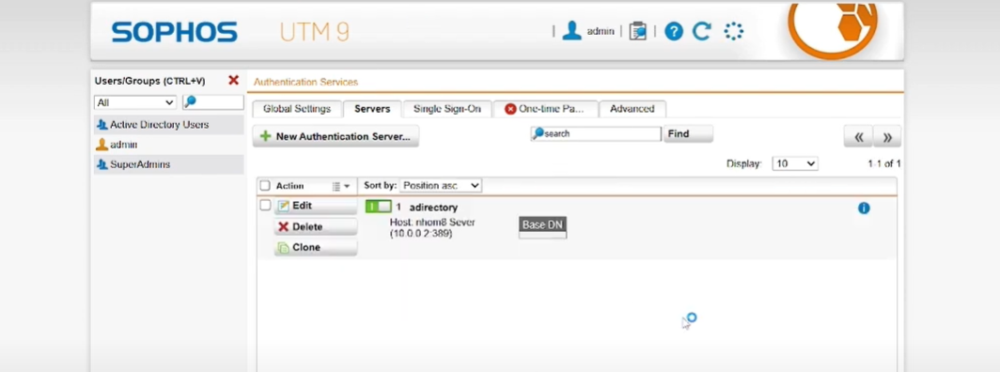 SOPHOS UTM 9 admin
Users/Groups (CTRL+V)
All
Active Directory Users
admin
SuperAdmins
Authentication Services
Global Settings Servers Single Sign-On One-time Pa... Advanced
New Authentication Server... search Find
Display: 10 1-1 of 1
Action Sort by: Position asc
Edit 1 adirectory
Host: nhom8 Sever
(10.0.0 2:389)
Base DN
Delete
Clone